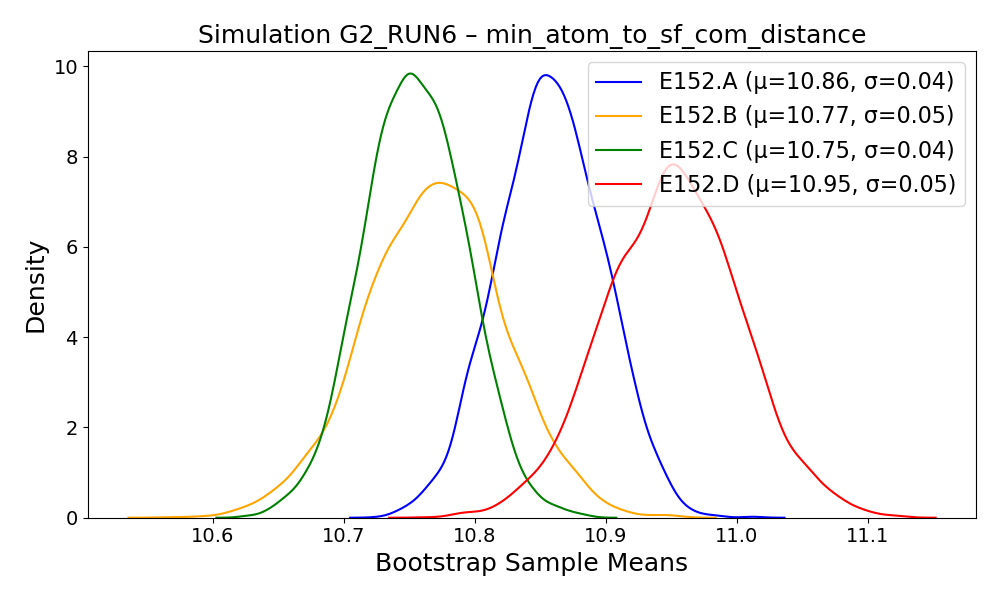 Simulation G2_RUN6 – min_atom_to_sf_com_distance
E152.A (μ=10.86, σ=0.04)
E152.B (μ=10.77, σ=0.05)
E152.C (μ=10.75, σ=0.04)
E152.D (μ=10.95, σ=0.05)
Density
10
8
6
4
2
0
10.6 10.7 10.8 10.9 11.0 11.1
Bootstrap Sample Means